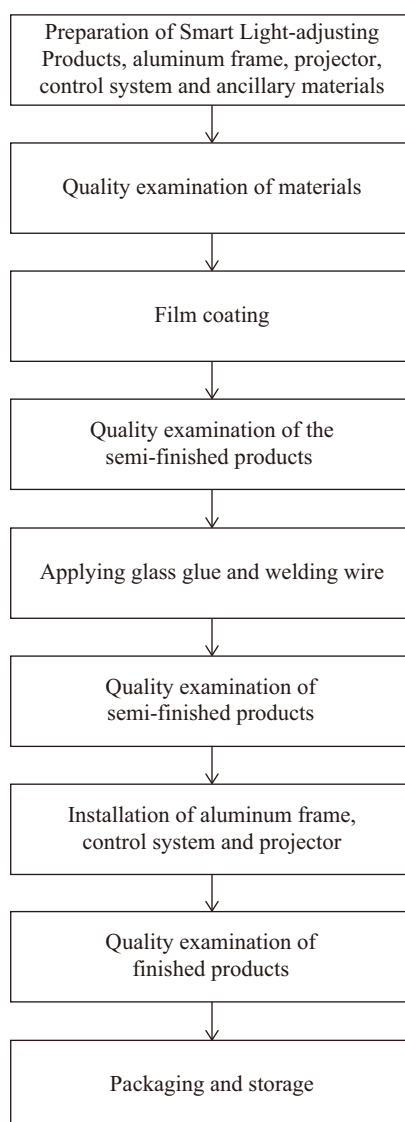 Preparation of Smart Light-adjusting
Products, aluminum frame, projector,
control system and ancillary materials
Quality examination of materials
Film coating
Quality examination of the
semi-finished products
Applying glass glue and welding wire
Quality examination of
semi-finished products
Installation of aluminum frame,
control system and projector
Quality examination of
finished products
Packaging and storage